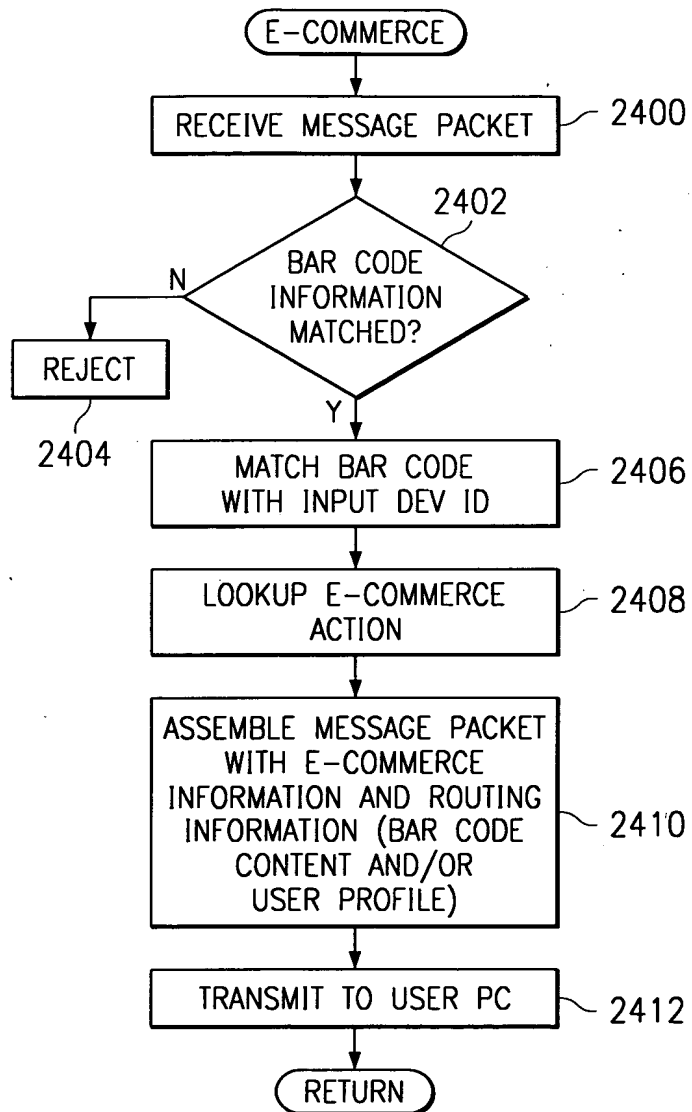 E-COMMERCE
RECEIVE MESSAGE PACKET
2400
2402
BAR CODE
INFORMATION
MATCHED?
N
REJECT
2404
Y
MATCH BAR CODE
WITH INPUT DEV ID
2406
LOOKUP E-COMMERCE
ACTION
2408
ASSEMBLE MESSAGE PACKET
WITH E-COMMERCE
INFORMATION AND ROUTING
INFORMATION (BAR CODE
CONTENT AND/OR
USER PROFILE)
2410
TRANSMIT TO USER PC
2412
RETURN